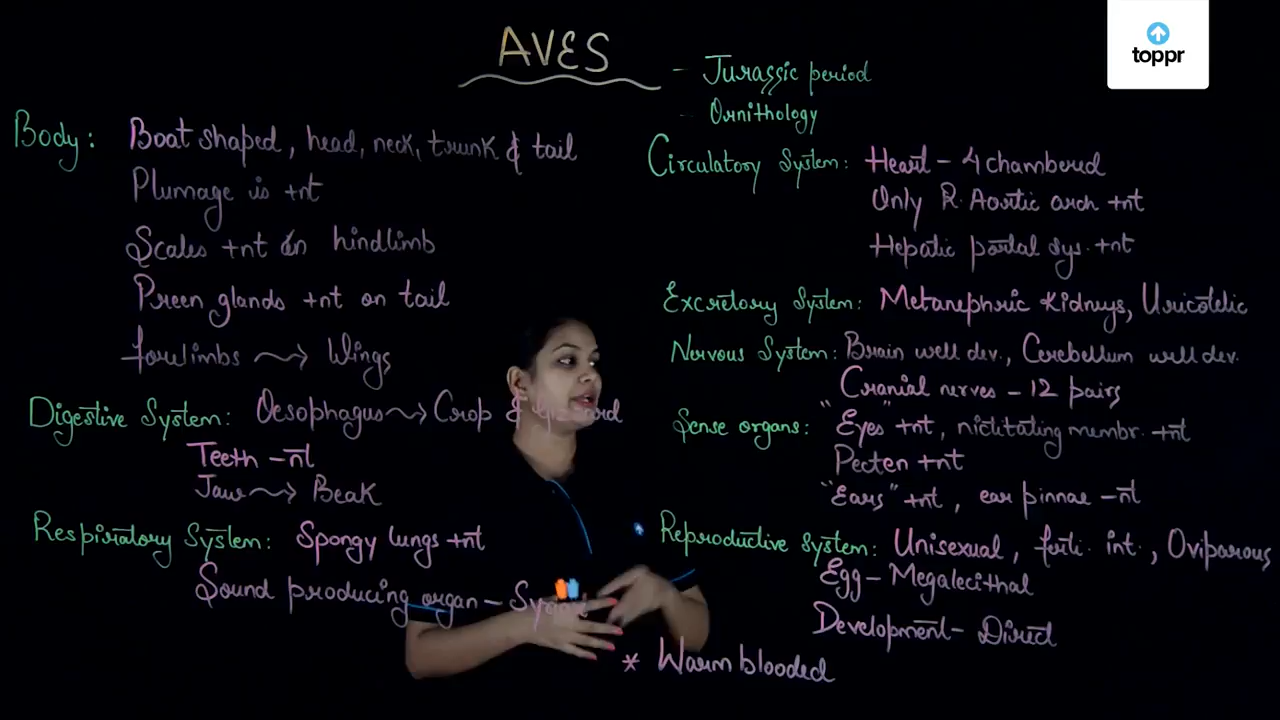 AVES
- Jurassic period
- Ornithology
toppr
Body: Boat shaped, head, neck, trunk & tail
Plumage is +nt
Scales +nt in hindlimb
Preen glands +nt on tail
forelimbs → Wings
Digestive System: Oesophagus → Crop & Gizzard
Teeth -nt
Jaw → Beak
Respiratory System: Spongy lungs +nt
Sound producing organ - Syrinx
Circulatory System: Heart - 4 chambered
Only R. Aortic arch +nt
Hepatic portal sys. +nt
Excretory System: Metanephric Kidneys, Uricotelic
Nervous System: Brain well dev., Cerebellum well dev.
Cranial nerves - 12 pairs
Sense organs: "Eyes" +nt, nictitating membr. +nt
Pecten +nt
"Ears" +nt, ear pinnae -nt
Reproductive System: Unisexual, ferti. int., Oviparous
Egg - Megalecithal
Development - Direct
* Warm blooded